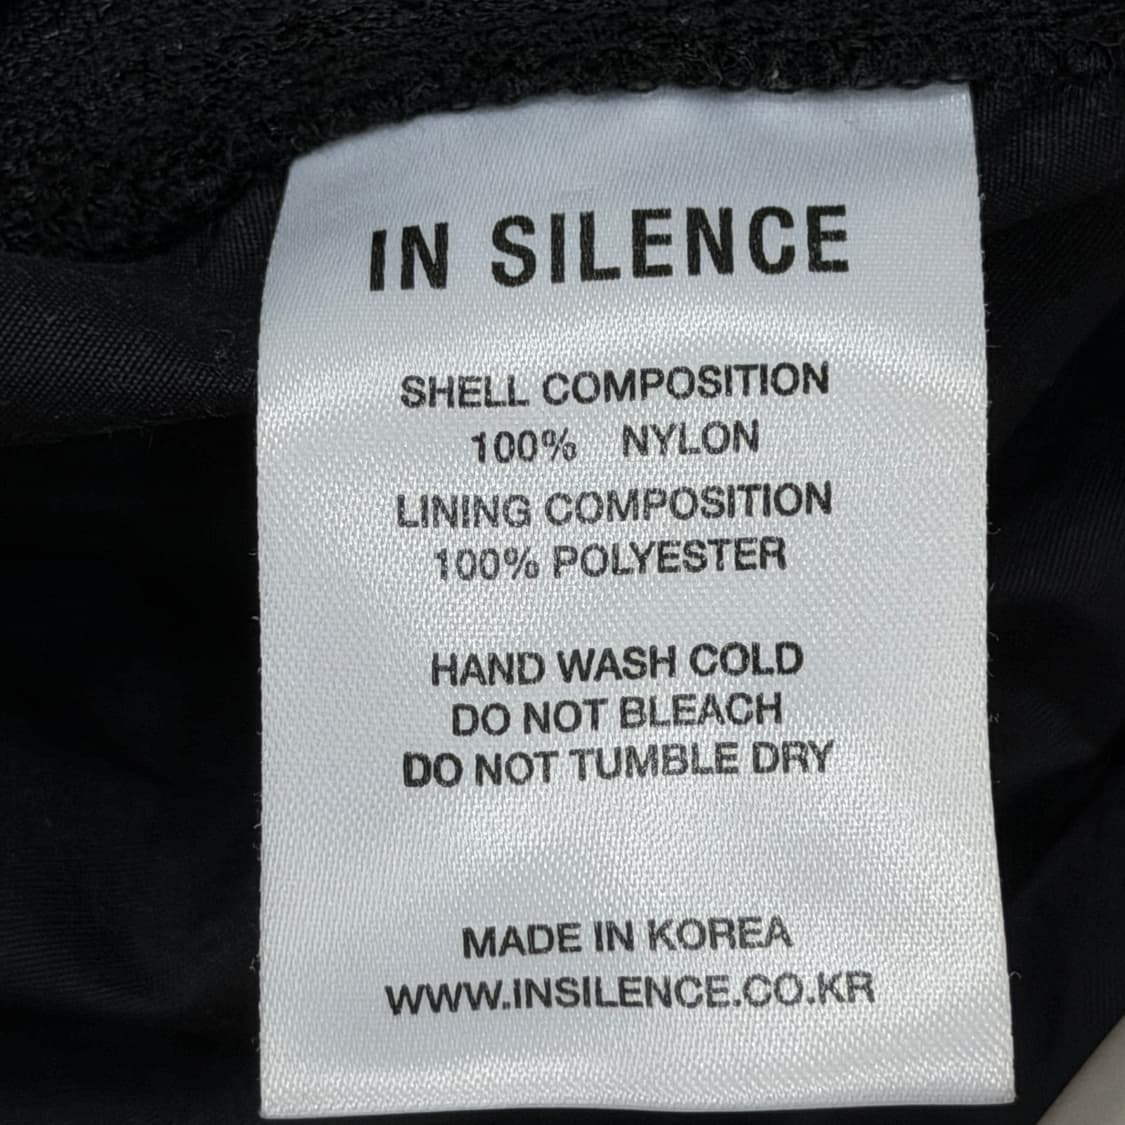 IN SILENCE
SHELL COMPOSITION
100% NYLON
LINING COMPOSITION
100% POLYESTER
HAND WASH COLD
DO NOT BLEACH
DO NOT TUMBLE DRY
MADE IN KOREA
WWW.INSILENCE.CO.KR